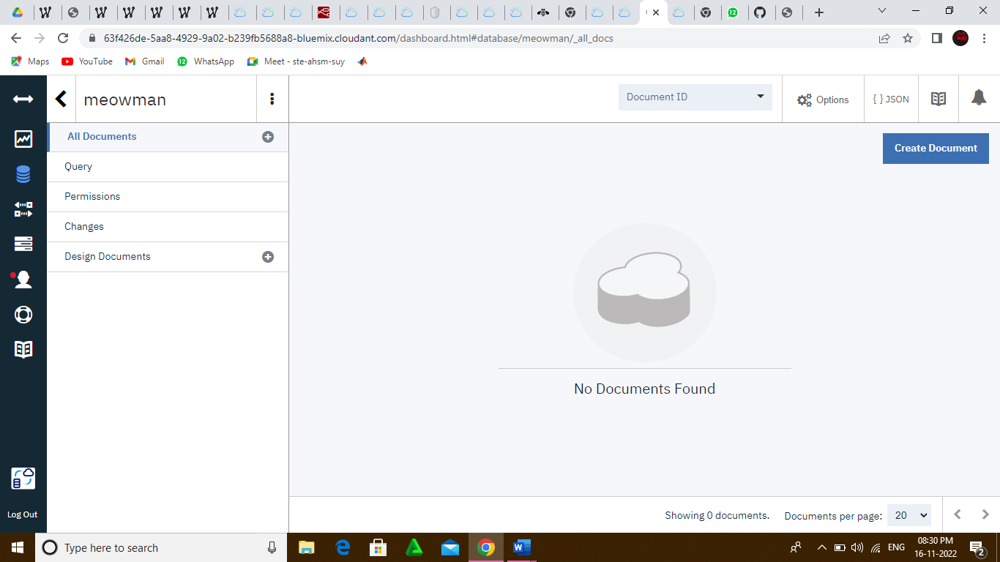 12
63f426de-5aa8-4929-9a02-b239fb5688a8-bluemix.cloudant.com/dashboard.html#database/meowman/_all_docs
Maps YouTube Gmail 12 WhatsApp Meet - ste-ahsm-suy
meowman
Document ID
Options
{ } JSON
All Documents
Create Document
Query
Permissions
Changes
Design Documents
No Documents Found
Log Out
Showing 0 documents.
Documents per page: 20
Type here to search
ENG
08:30 PM
16-11-2022
2